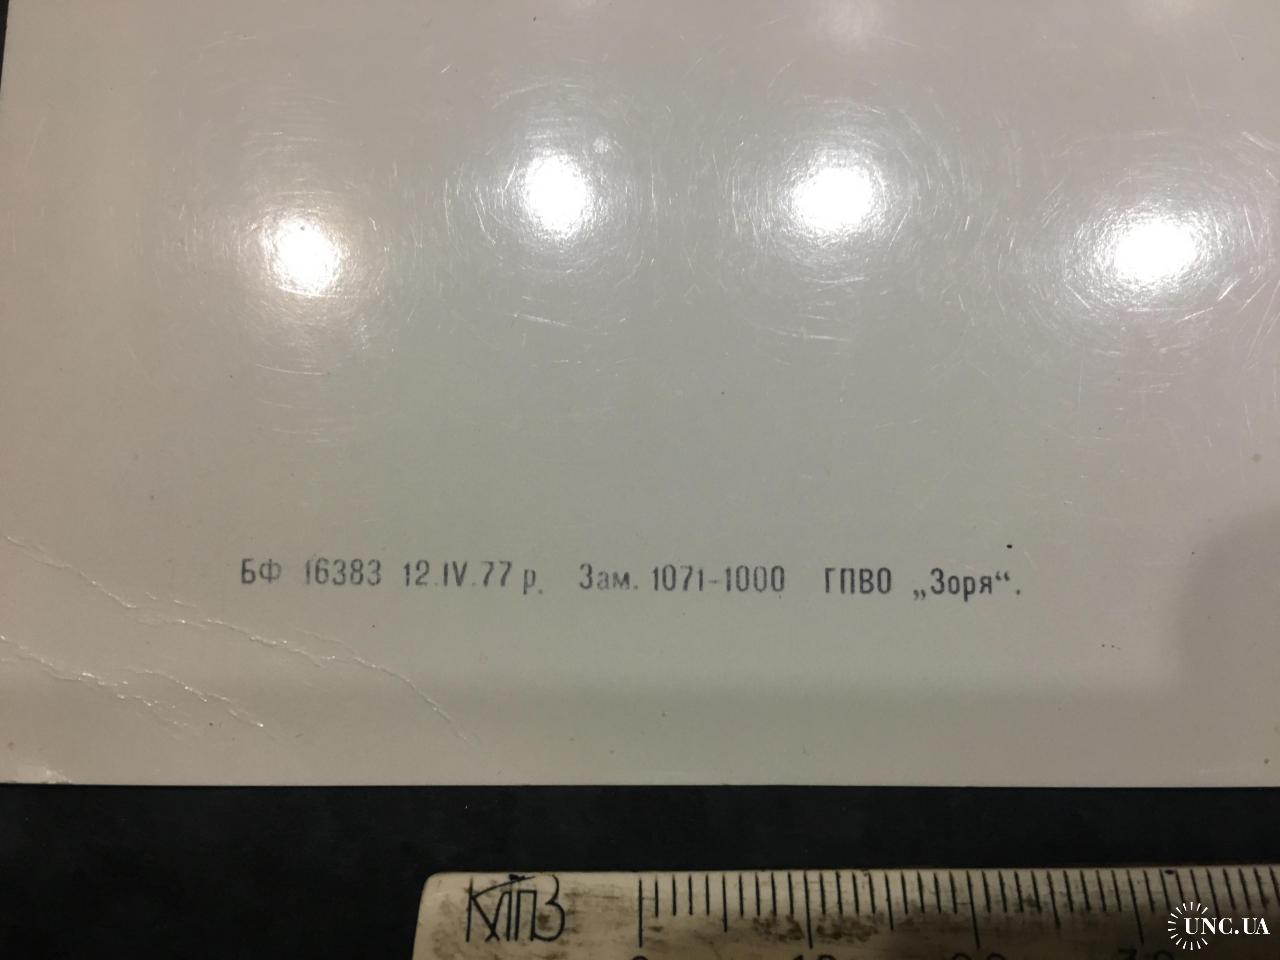 БФ 16383 12.IV.77 р. Зам. 1071-1000 ГПВО „Зоря“.
КЛПЗ
UNC.UA